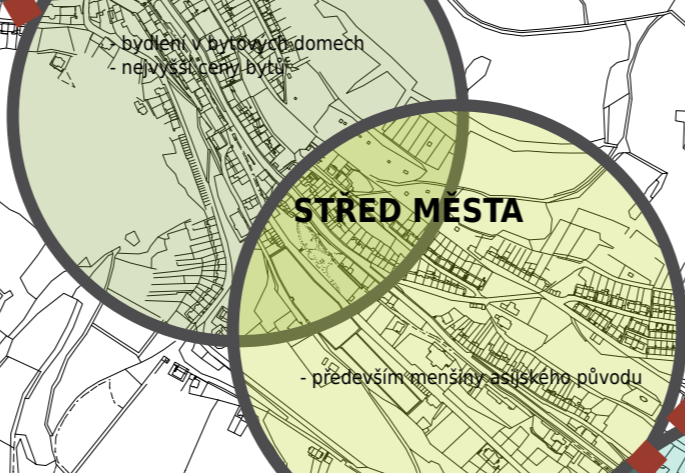 - bydlení v bytových domech
- nejvyšší ceny bytů
STŘED MĚSTA
- především menšiny asijského původu